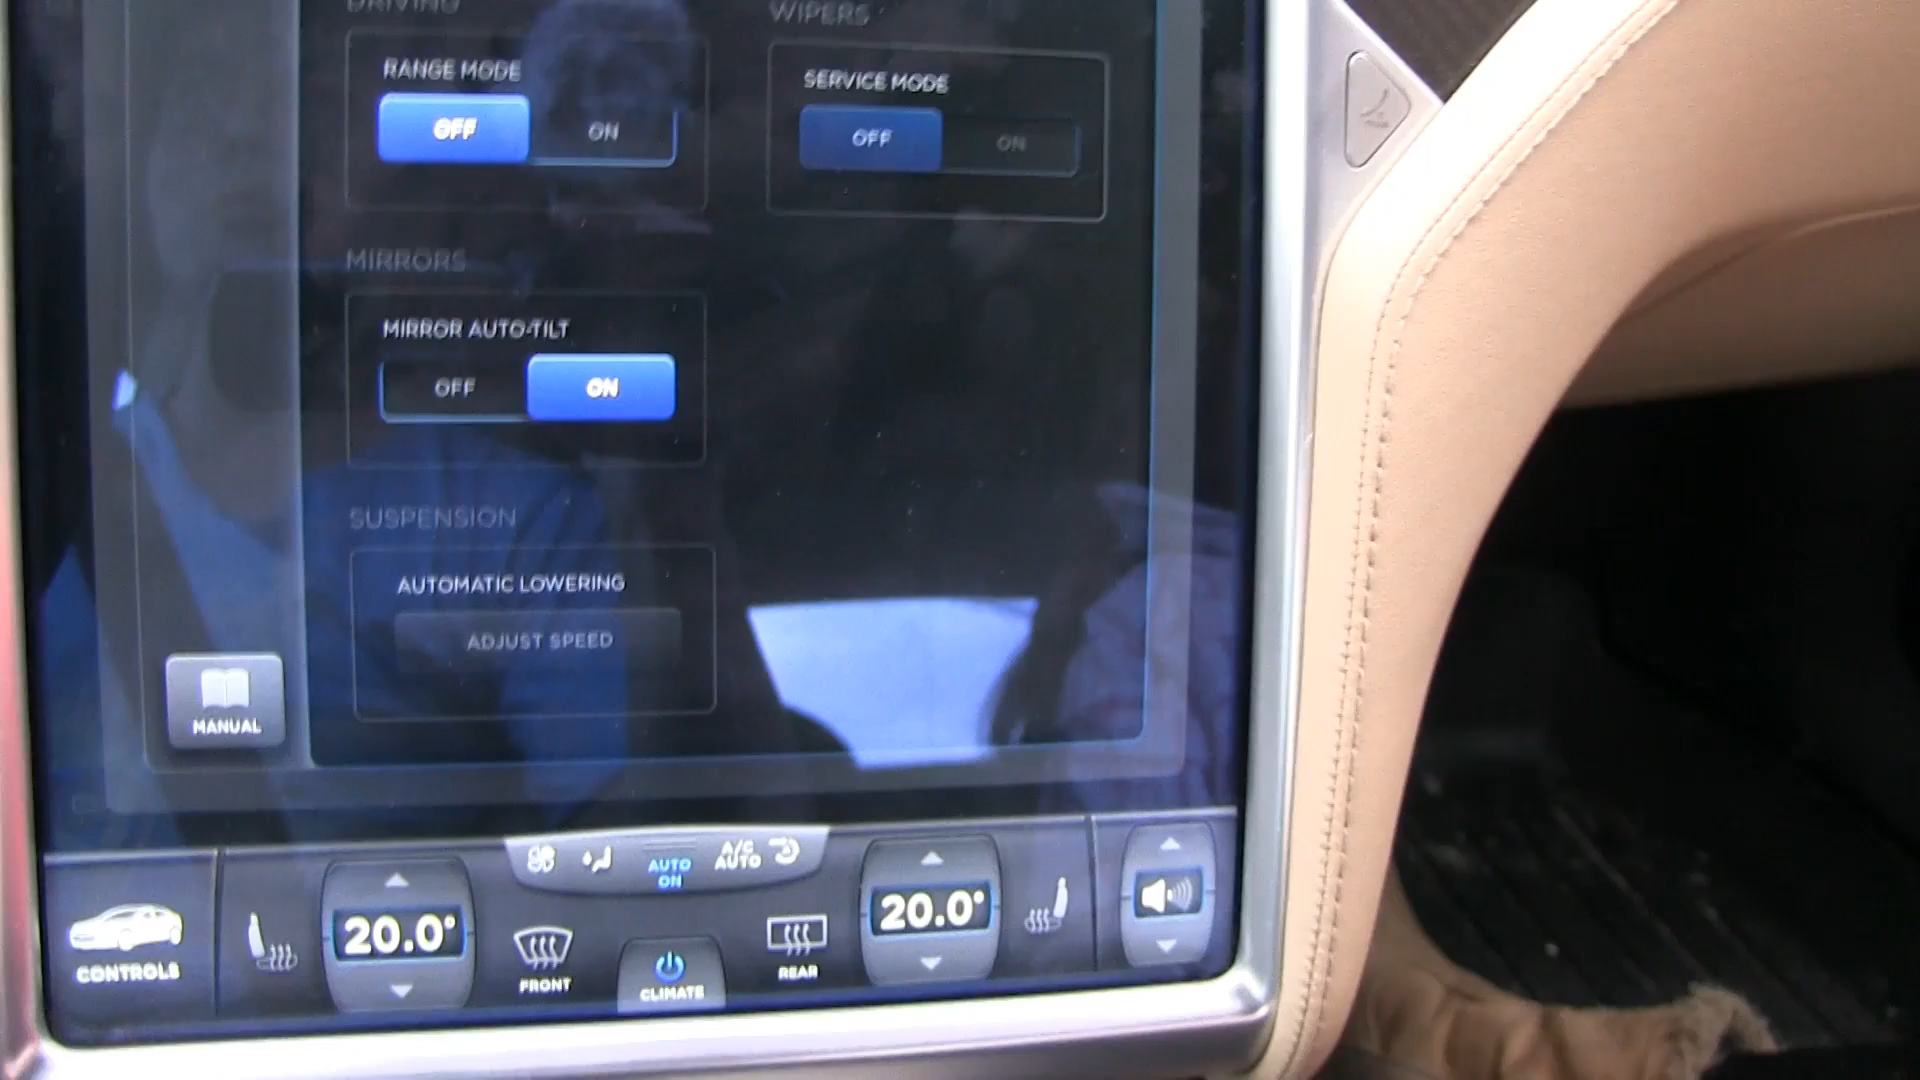 DRIVING
WIPERS
RANGE MODE
OFF ON
SERVICE MODE
OFF ON
MIRRORS
MIRROR AUTO-TILT
OFF ON
SUSPENSION
AUTOMATIC LOWERING
ADJUST SPEED
MANUAL
AUTO
ON
A/C
AUTO
20.0°
20.0°
CONTROLS
FRONT
CLIMATE
REAR